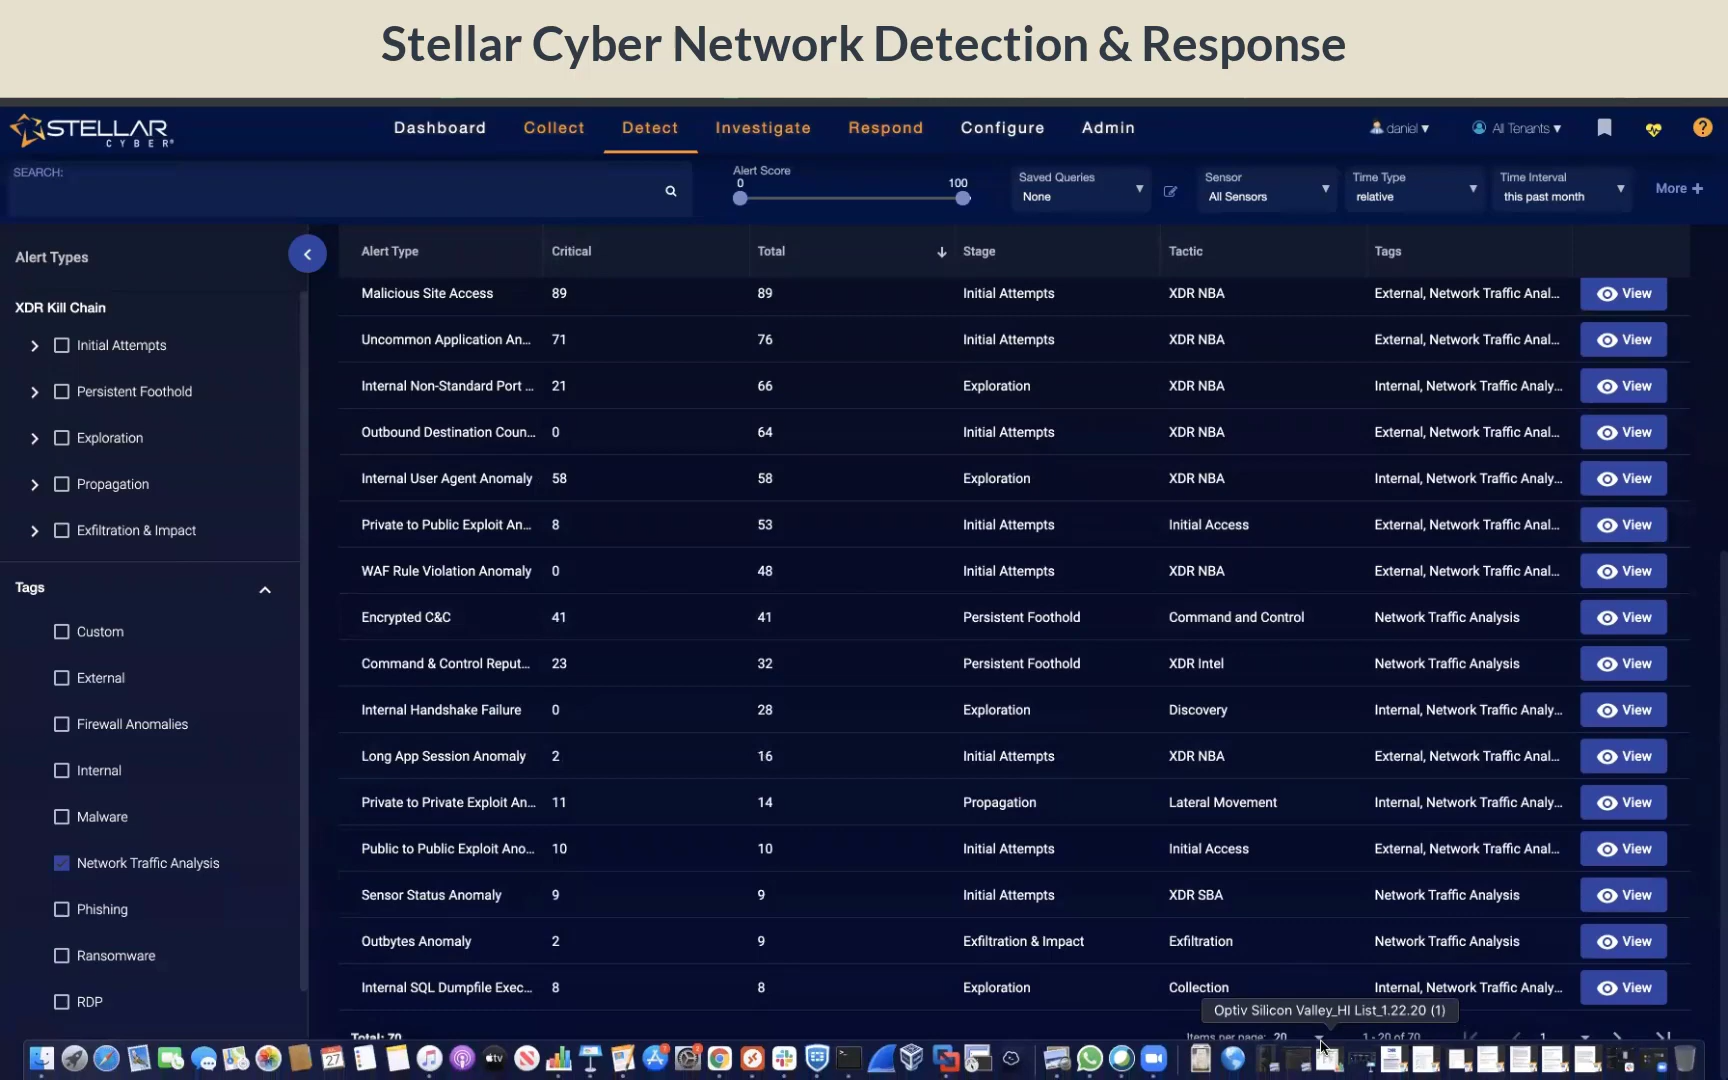 Stellar Cyber Network Detection & Response
STELLAR
CYBER®
Dashboard Collect Detect Investigate Respond Configure Admin
daniel▼ All Tenants▼
SEARCH:
Alert Score
0 100
Saved Queries
None
Sensor
All Sensors
Time Type
relative
Time Interval
this past month
More +
Alert Types
XDR Kill Chain
Initial Attempts
Persistent Foothold
Exploration
Propagation
Exfiltration & Impact
Tags
Custom
External
Firewall Anomalies
Internal
Malware
Network Traffic Analysis
Phishing
Ransomware
RDP
Alert Type Critical Total Stage Tactic Tags
Malicious Site Access 89 89 Initial Attempts XDR NBA External, Network Traffic Anal... View
Uncommon Application An... 71 76 Initial Attempts XDR NBA External, Network Traffic Anal... View
Internal Non-Standard Port ... 21 66 Exploration XDR NBA Internal, Network Traffic Analy... View
Outbound Destination Coun... 0 64 Initial Attempts XDR NBA External, Network Traffic Anal... View
Internal User Agent Anomaly 58 58 Exploration XDR NBA Internal, Network Traffic Analy... View
Private to Public Exploit An... 8 53 Initial Attempts Initial Access External, Network Traffic Anal... View
WAF Rule Violation Anomaly 0 48 Initial Attempts XDR NBA External, Network Traffic Anal... View
Encrypted C&C 41 41 Persistent Foothold Command and Control Network Traffic Analysis View
Command & Control Reput... 23 32 Persistent Foothold XDR Intel Network Traffic Analysis View
Internal Handshake Failure 0 28 Exploration Discovery Internal, Network Traffic Analy... View
Long App Session Anomaly 2 16 Initial Attempts XDR NBA External, Network Traffic Anal... View
Private to Private Exploit An... 11 14 Propagation Lateral Movement Internal, Network Traffic Analy... View
Public to Public Exploit Ano... 10 10 Initial Attempts Initial Access External, Network Traffic Anal... View
Sensor Status Anomaly 9 9 Initial Attempts XDR SBA Network Traffic Analysis View
Outbytes Anomaly 2 9 Exfiltration & Impact Exfiltration Network Traffic Analysis View
Internal SQL Dumpfile Exec... 8 8 Exploration Collection Internal, Network Traffic Analy... View
Optiv Silicon Valley_HI List_1.22.20 (1)
Total: 70 Items per page: 20 1 - 20 of 70 1
27